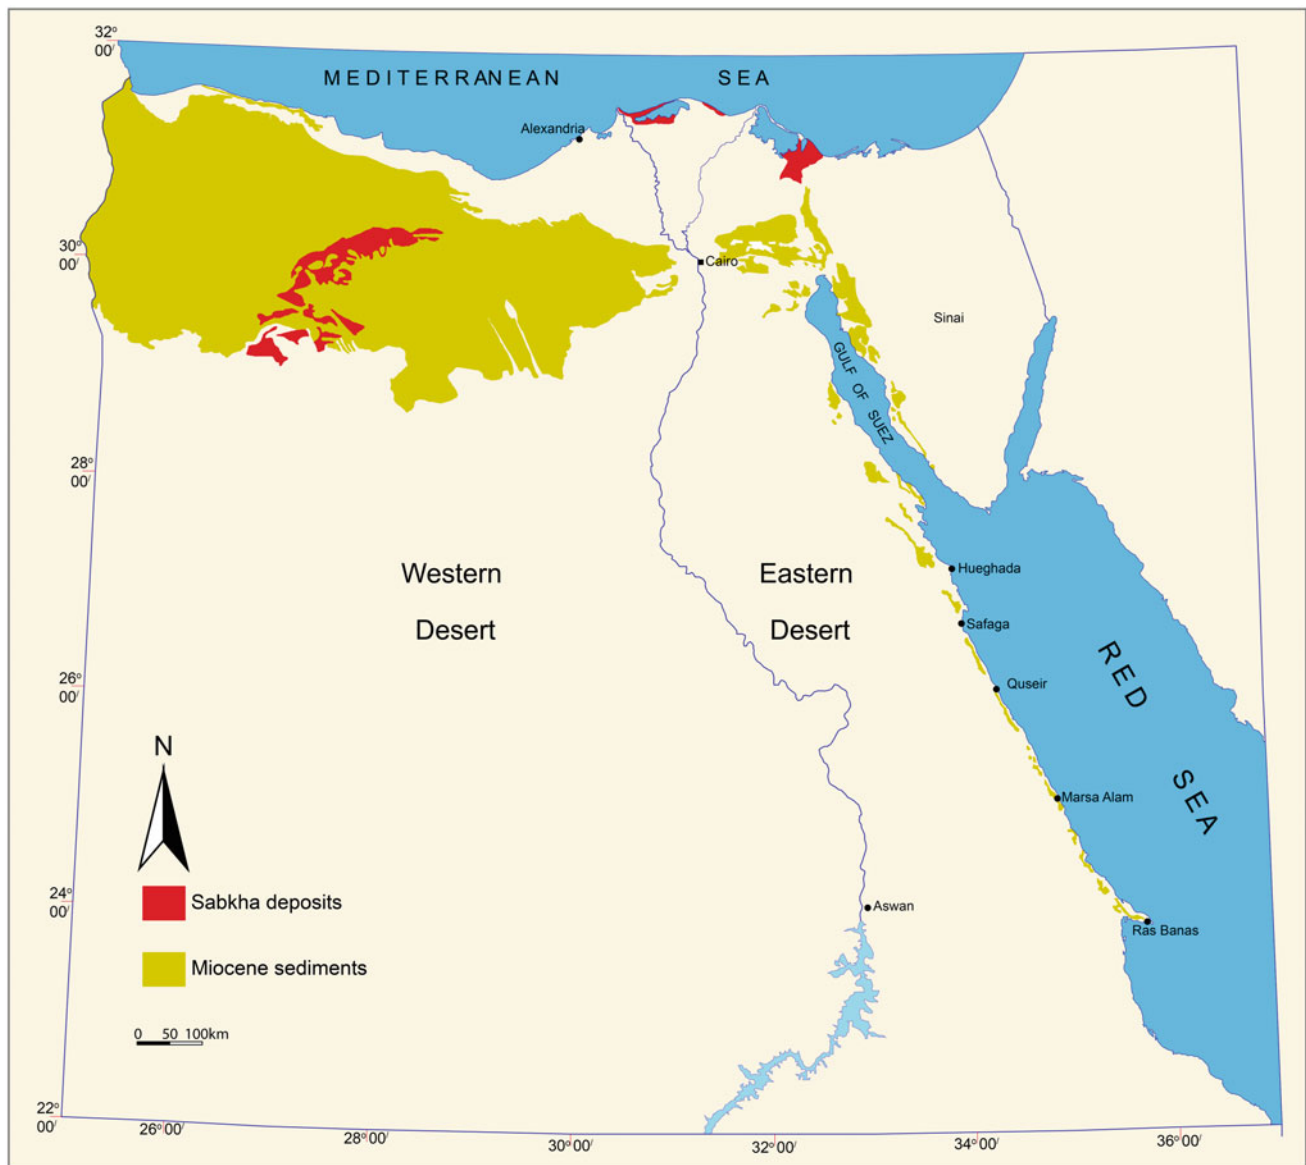 32° 00'
MEDITERRANEAN SEA
Alexandria
30° 00'
Cairo
Sinai
GULF OF SUEZ
28° 00'
Western
Desert
Eastern
Desert
Hueghada
Safaga
RED SEA
26° 00'
Quseir
N
Marsa Alam
Sabkha deposits
24° 00'
Aswan
Ras Banas
Miocene sediments
0 50 100km
22° 00'
26° 00' 28° 00' 30° 00' 32° 00' 34° 00' 36° 00'